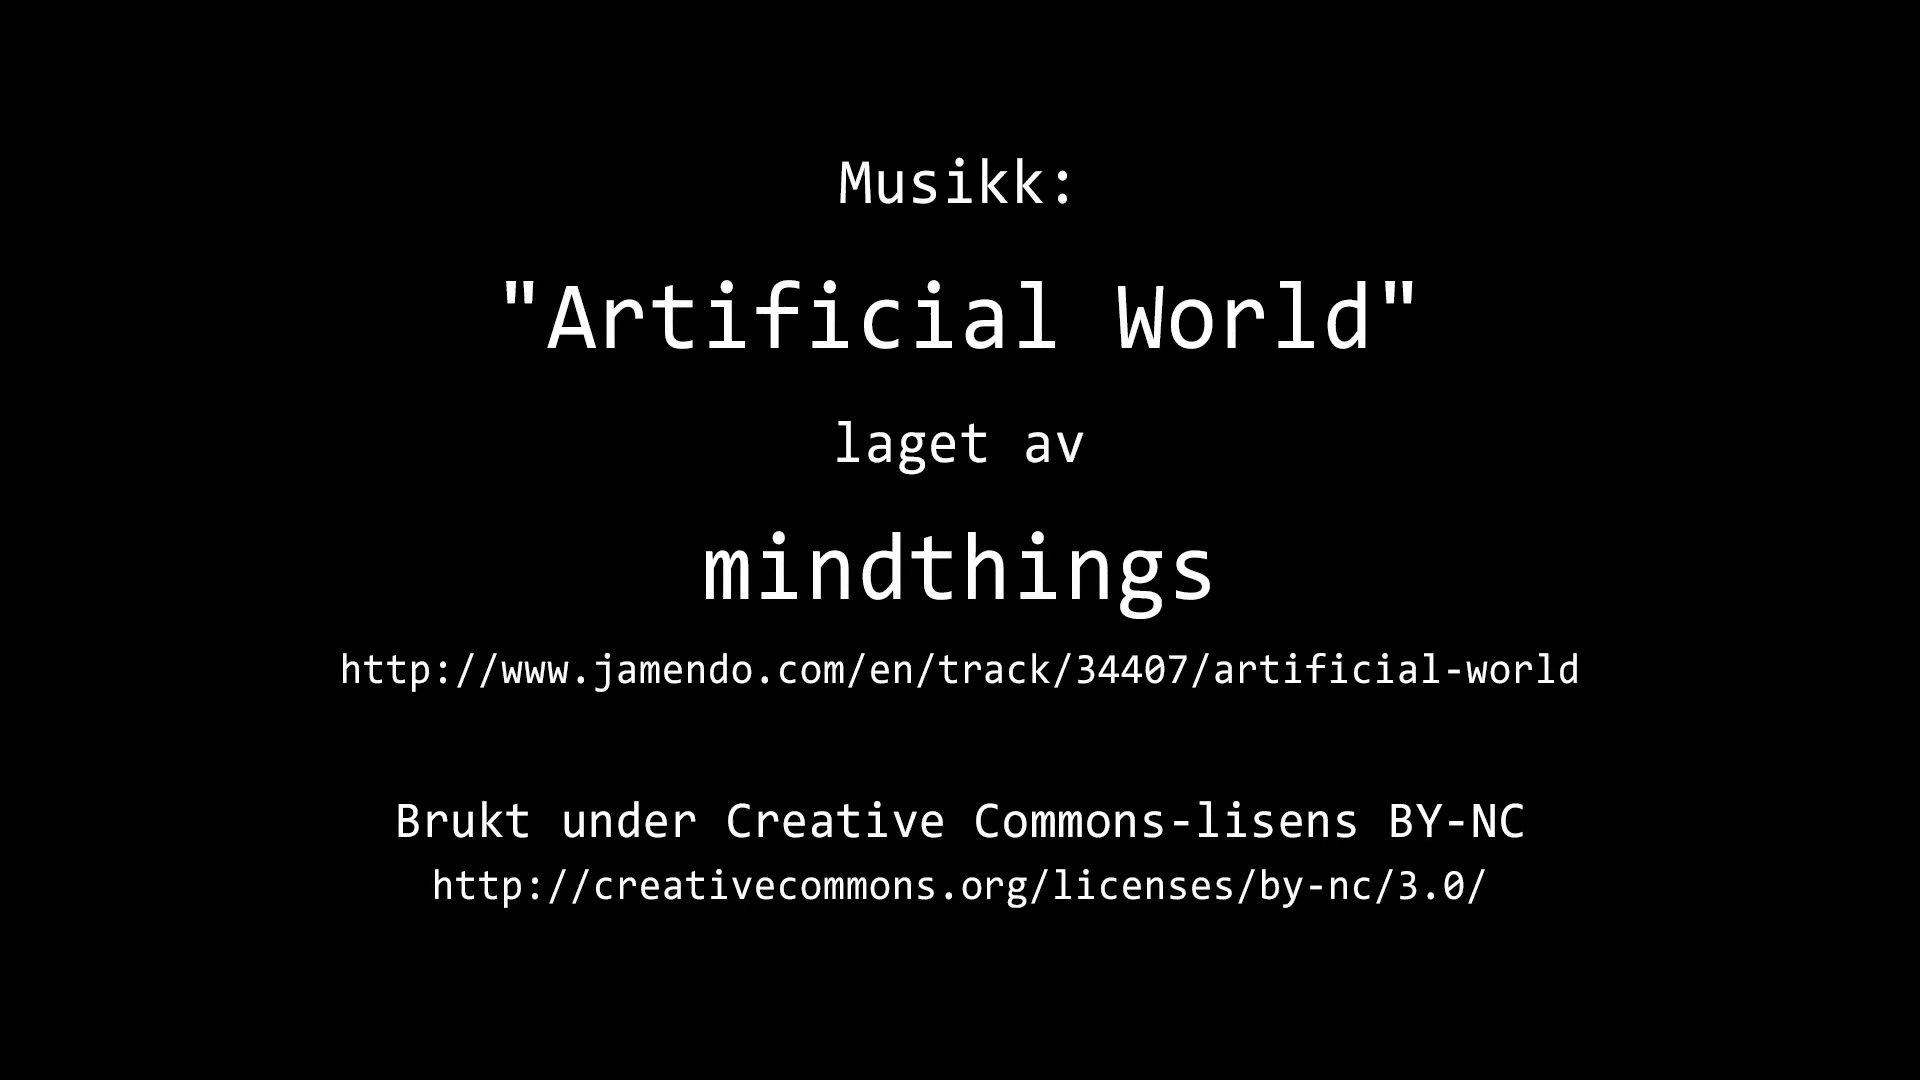 Musikk:
"Artificial World"
laget av
mindthings
http://www.jamendo.com/en/track/34407/artificial-world
Brukt under Creative Commons-lisens BY-NC
http://creativecommons.org/licenses/by-nc/3.0/